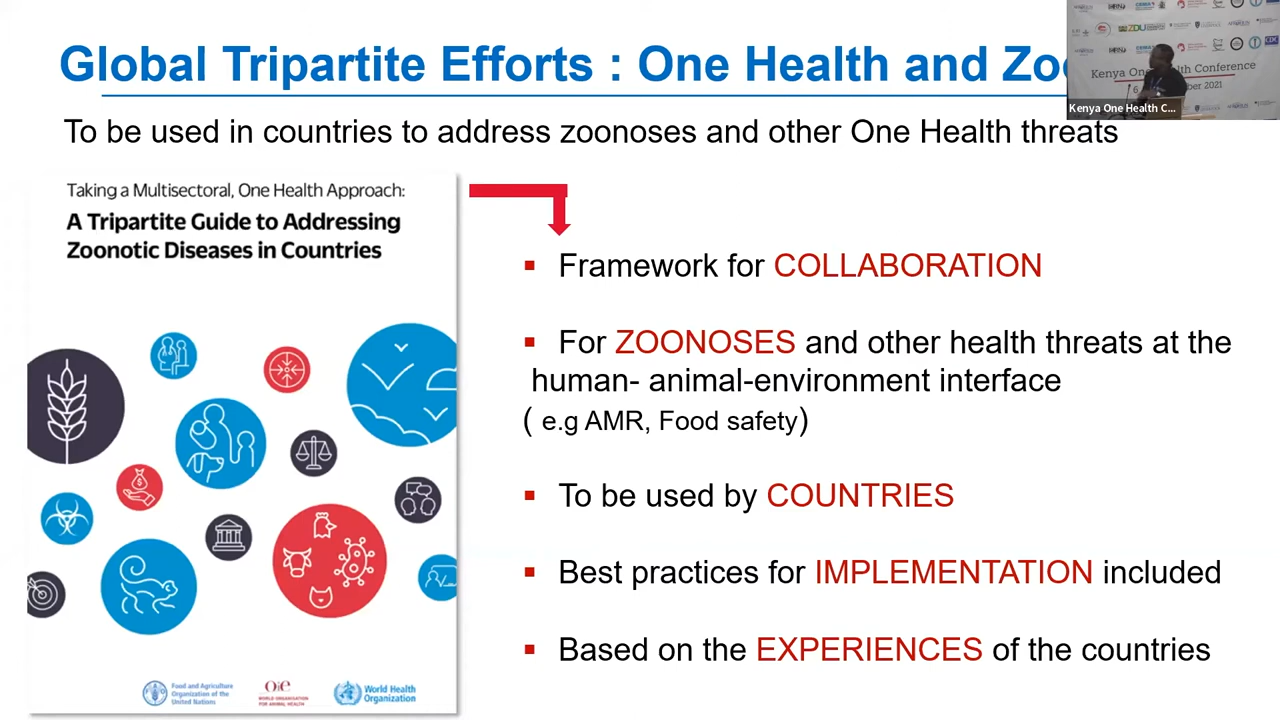 Global Tripartite Efforts : One Health and Zoo
To be used in countries to address zoonoses and other One Health threats
Kenya One Health Conference
2021
Kenya One Health C...
Taking a Multisectoral, One Health Approach:
A Tripartite Guide to Addressing
Zoonotic Diseases in Countries
Food and Agriculture
Organization of the
United Nations
OiE
WORLD ORGANISATION
FOR ANIMAL HEALTH
World Health
Organization
▪ Framework for COLLABORATION
▪ For ZOONOSES and other health threats at the
human- animal-environment interface
( e.g AMR, Food safety)
▪ To be used by COUNTRIES
▪ Best practices for IMPLEMENTATION included
▪ Based on the EXPERIENCES of the countries